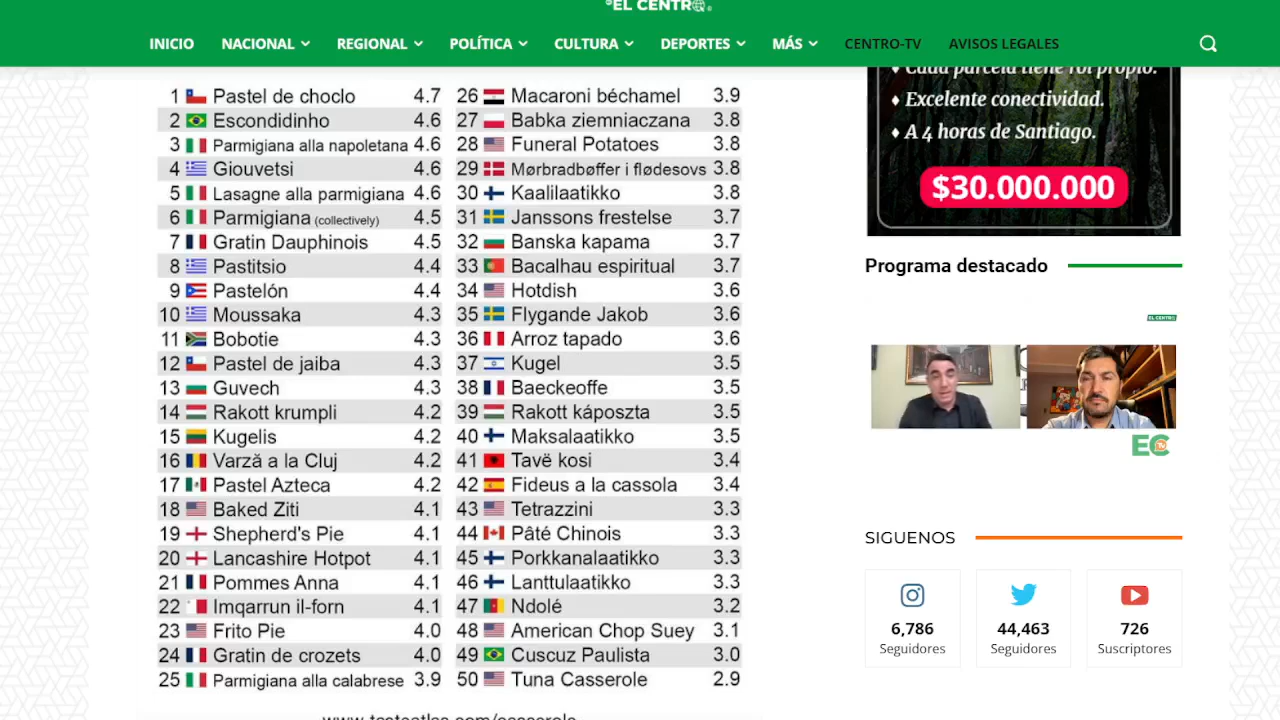 EL CENTRO
INICIO NACIONAL REGIONAL POLÍTICA CULTURA DEPORTES MÁS CENTRO-TV AVISOS LEGALES
1 Pastel de choclo 4.7
2 Escondidinho 4.6
3 Parmigiana alla napoletana 4.6
4 Giouvetsi 4.6
5 Lasagne alla parmigiana 4.6
6 Parmigiana (collectively) 4.5
7 Gratin Dauphinois 4.5
8 Pastitsio 4.4
9 Pastelón 4.4
10 Moussaka 4.3
11 Bobotie 4.3
12 Pastel de jaiba 4.3
13 Guvech 4.3
14 Rakott krumpli 4.2
15 Kugelis 4.2
16 Varză a la Cluj 4.2
17 Pastel Azteca 4.2
18 Baked Ziti 4.1
19 Shepherd's Pie 4.1
20 Lancashire Hotpot 4.1
21 Pommes Anna 4.1
22 Imqarrun il-forn 4.1
23 Frito Pie 4.0
24 Gratin de crozets 4.0
25 Parmigiana alla calabrese 3.9
26 Macaroni béchamel 3.9
27 Babka ziemniaczana 3.8
28 Funeral Potatoes 3.8
29 Mørbradbøffer i flødesovs 3.8
30 Kaalilaatikko 3.8
31 Janssons frestelse 3.7
32 Banska kapama 3.7
33 Bacalhau espiritual 3.7
34 Hotdish 3.6
35 Flygande Jakob 3.6
36 Arroz tapado 3.6
37 Kugel 3.5
38 Baeckeoffe 3.5
39 Rakott káposzta 3.5
40 Maksalaatikko 3.5
41 Tavë kosi 3.4
42 Fideus a la cassola 3.4
43 Tetrazzini 3.3
44 Pâté Chinois 3.3
45 Porkkanalaatikko 3.3
46 Lanttulaatikko 3.3
47 Ndolé 3.2
48 American Chop Suey 3.1
49 Cuscuz Paulista 3.0
50 Tuna Casserole 2.9
www.tasteatlas.com/casserole
♦ Cada parcela tiene rol propio.
♦ Excelente conectividad.
♦ A 4 horas de Santiago.
$30.000.000
Programa destacado
EL CENTRO
EC
TV
SIGUENOS
6,786
Seguidores
44,463
Seguidores
726
Suscriptores